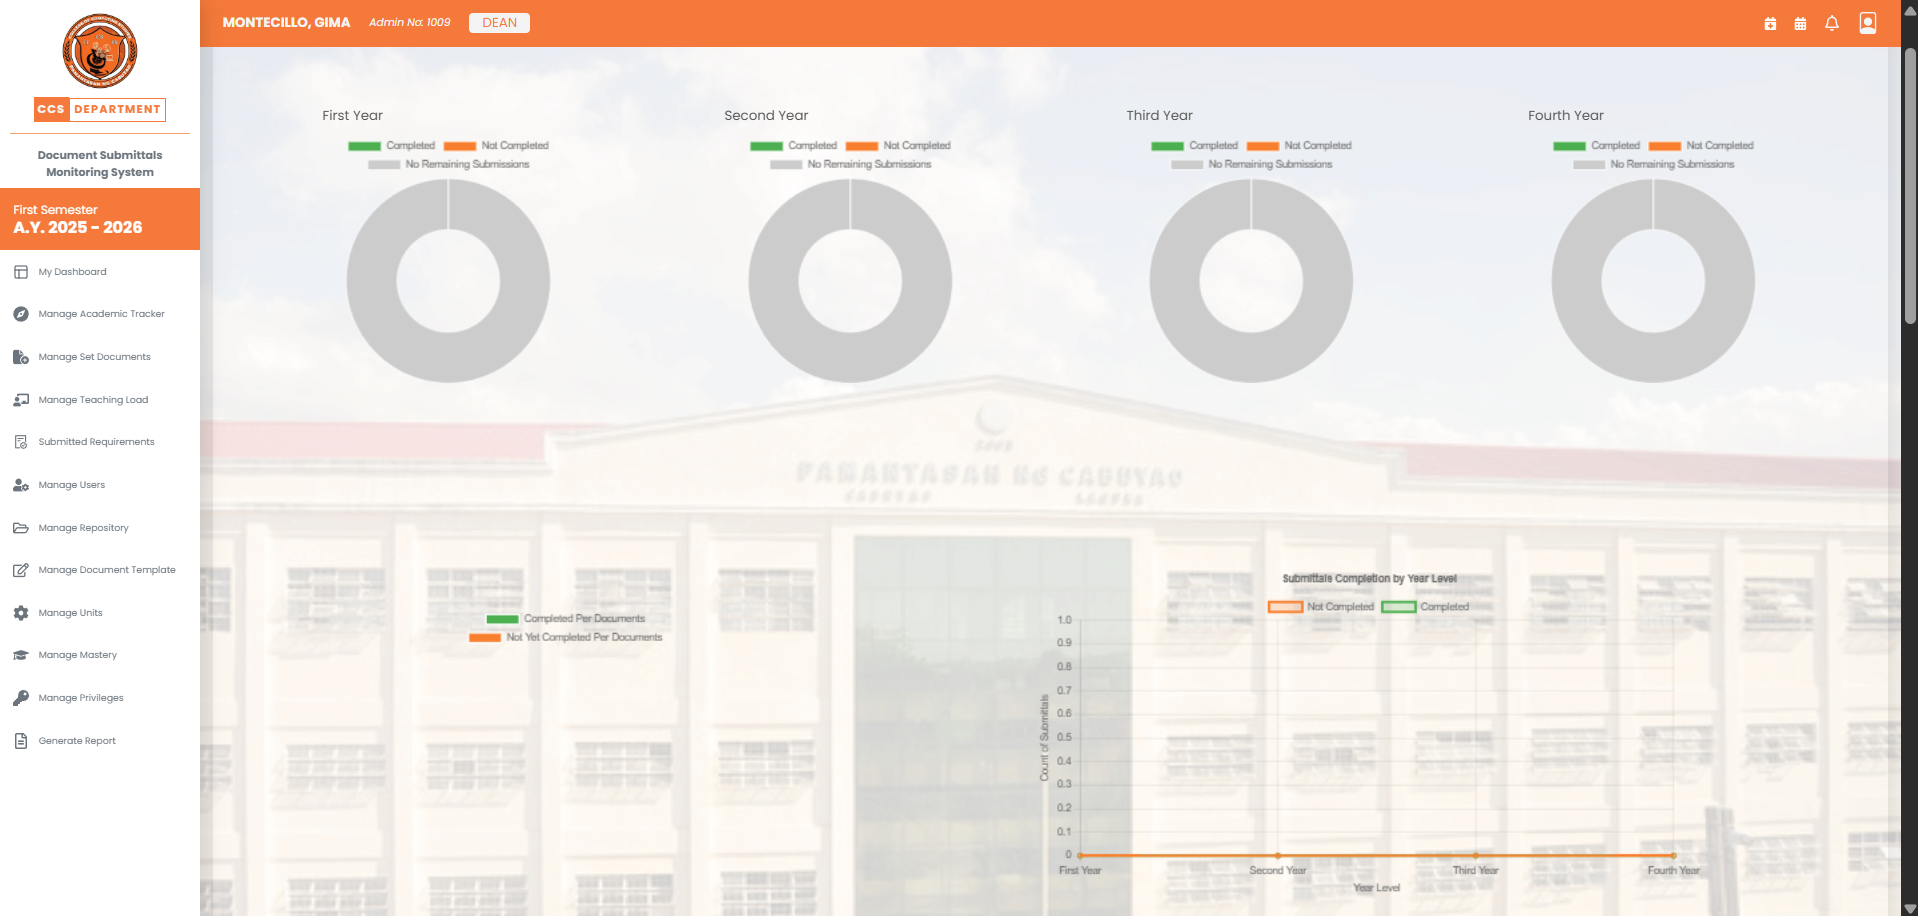 CCS DEPARTMENT
Document Submittals
Monitoring System
First Semester
A.Y. 2025 - 2026
My Dashboard
Manage Academic Tracker
Manage Set Documents
Manage Teaching Load
Submitted Requirements
Manage Users
Manage Repository
Manage Document Template
Manage Units
Manage Mastery
Manage Privileges
Generate Report
MONTECILLO, GIMA Admin No: 1009 DEAN
First Year
Completed Not Completed
No Remaining Submissions
Second Year
Completed Not Completed
No Remaining Submissions
Third Year
Completed Not Completed
No Remaining Submissions
Fourth Year
Completed Not Completed
No Remaining Submissions
2003
PAMANTASAN NG CABUYAO
CABUYAO LAGUNA
Completed Per Documents
Not Yet Completed Per Documents
Submittals Completion by Year Level
Not Completed Completed
Count of Submittals
1.0
0.9
0.8
0.7
0.6
0.5
0.4
0.3
0.2
0.1
0
First Year Second Year Third Year Fourth Year
Year Level